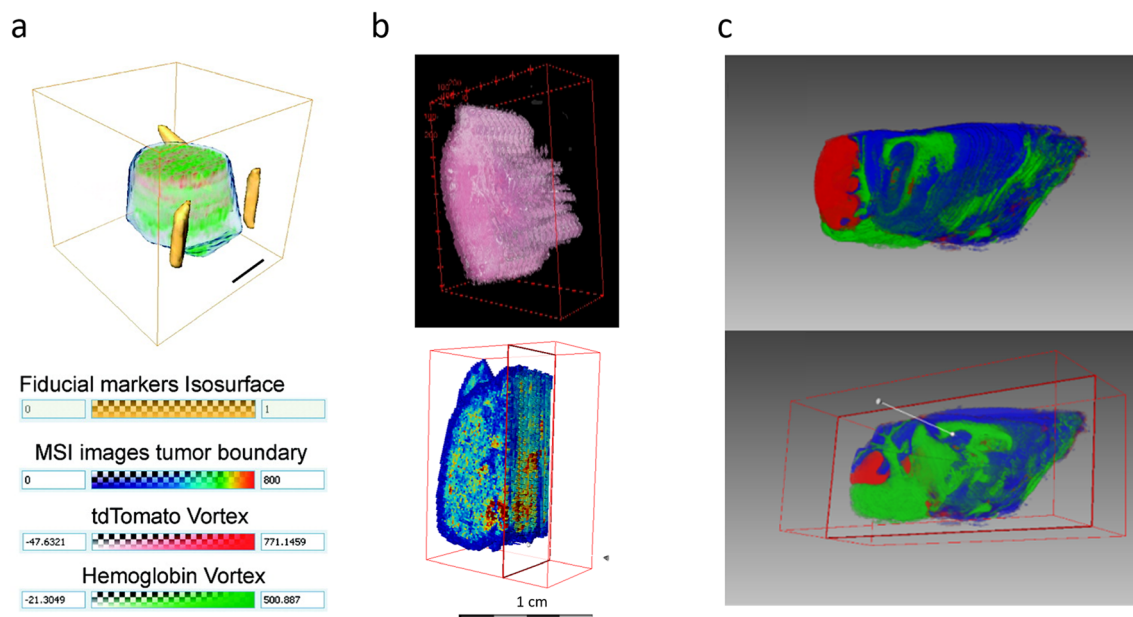 a
b
c
Fiducial markers Isosurface
0
1
MSI images tumor boundary
0
800
tdTomato Vortex
-47.6321
771.1459
Hemoglobin Vortex
-21.3049
500.887
1 cm